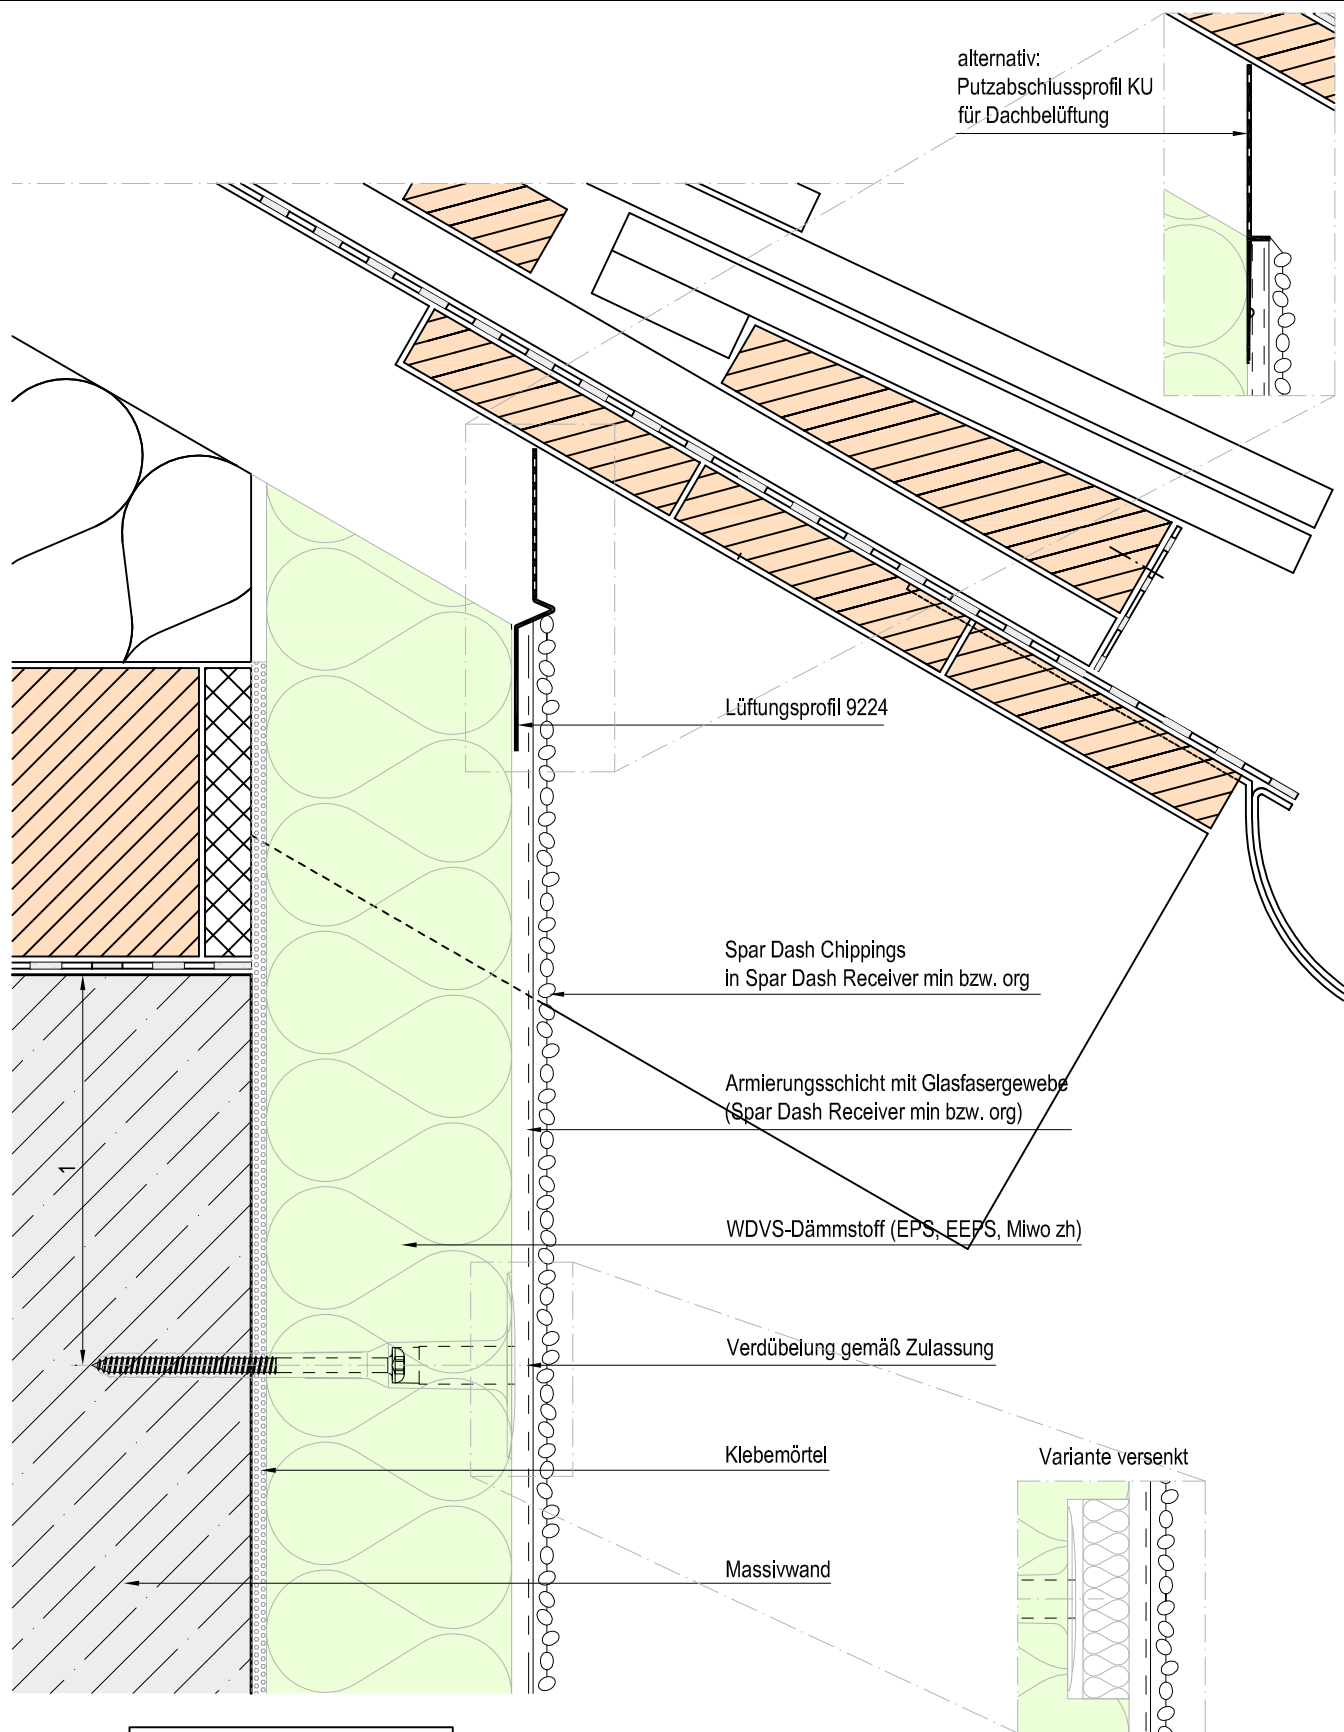 alternativ:
Putzabschlussprofil KU
für Dachbelüftung
Lüftungsprofil 9224
Spar Dash Chippings
in Spar Dash Receiver min bzw. org
Armierungsschicht mit Glasfasergewebe
(Spar Dash Receiver min bzw. org)
1
WDVS-Dämmstoff (EPS, EEPS, Miwo zh)
Verdübelung gemäß Zulassung
Klebemörtel
Variante versenkt
Massivwand